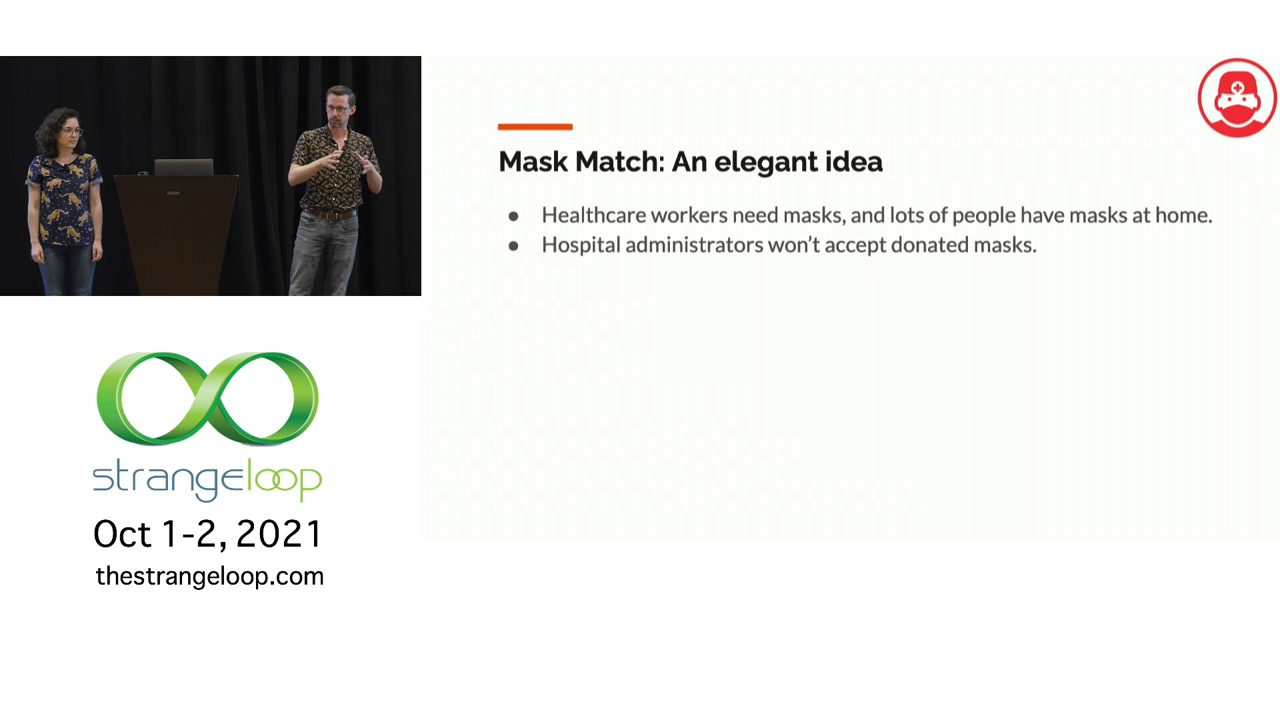 Mask Match: An elegant idea
● Healthcare workers need masks, and lots of people have masks at home.
● Hospital administrators won't accept donated masks.
strangeloop
Oct 1-2, 2021
thestrangeloop.com